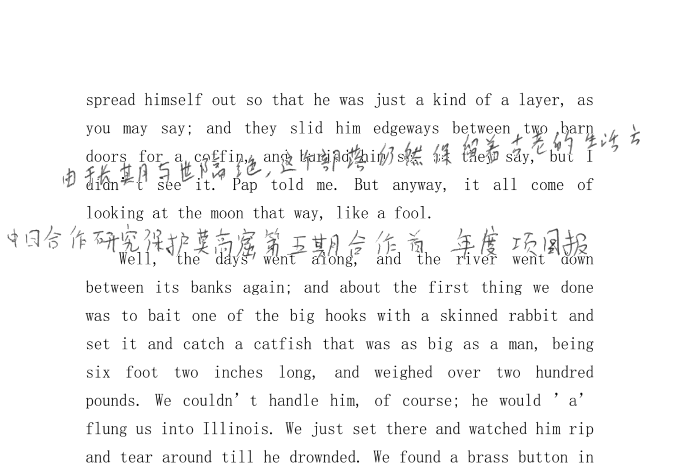 spread himself out so that he was just a kind of a layer, as
you may say; and they slid him edgeways between two barn
doors for a coffin, and buried him so they say, but I
由于长期与世隔绝，这个部落仍然保留着古老的生活方
didn't see it. Pap told me. But anyway, it all come of
looking at the moon that way, like a fool.
中日合作研究保护莫高窟第五期合作首 年度项目报
Well, the days went along, and the river went down
between its banks again; and about the first thing we done
was to bait one of the big hooks with a skinned rabbit and
set it and catch a catfish that was as big as a man, being
six foot two inches long, and weighed over two hundred
pounds. We couldn't handle him, of course; he would 'a'
flung us into Illinois. We just set there and watched him rip
and tear around till he drownded. We found a brass button in